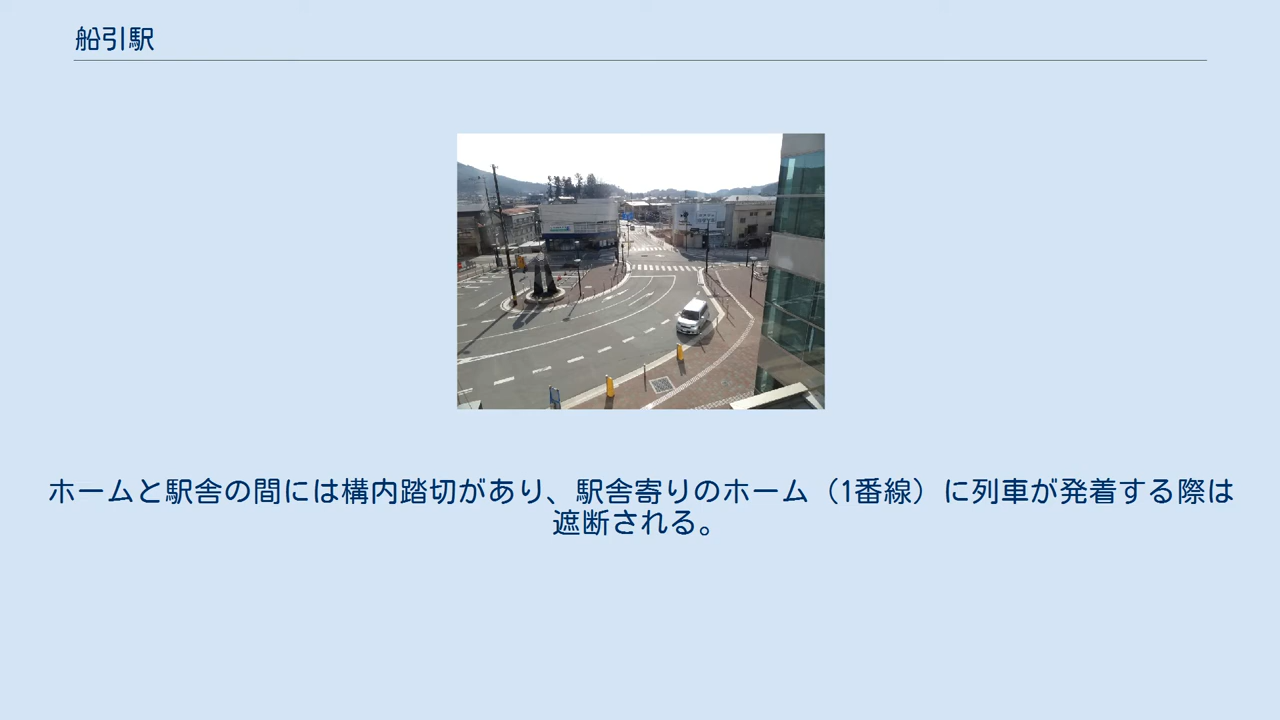 船引駅
ホームと駅舎の間には構内踏切があり、駅舎寄りのホーム（1番線）に列車が発着する際は
遮断される。